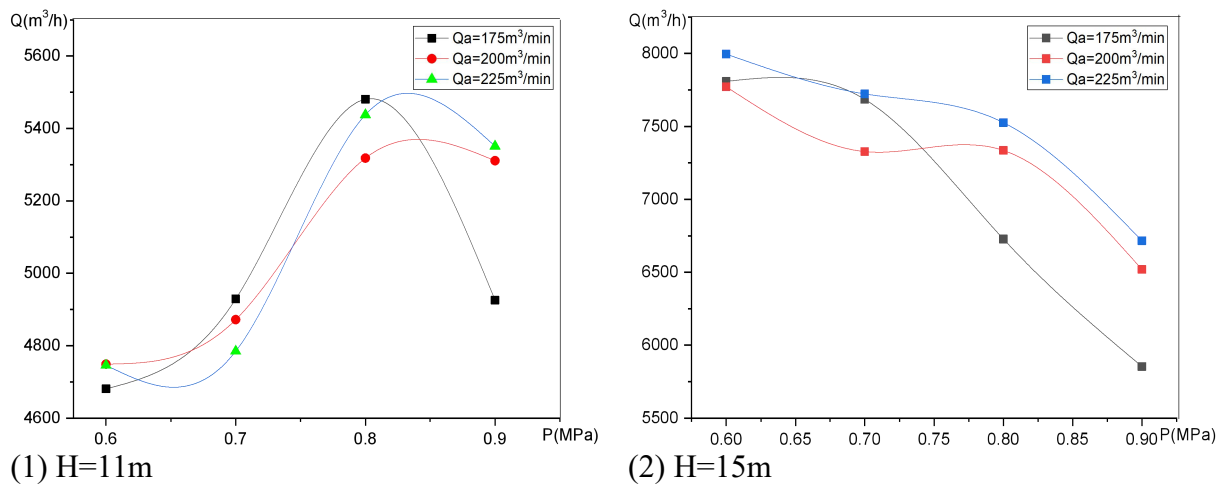 Q(m³/h)
Qa=175m³/min
Qa=200m³/min
Qa=225m³/min
5600
5400
5200
5000
4800
4600
0.6 0.7 0.8 0.9 P(MPa)
(1) H=11m
Q(m³/h)
Qa=175m³/min
Qa=200m³/min
Qa=225m³/min
8000
7500
7000
6500
6000
5500
0.60 0.65 0.70 0.75 0.80 0.85 0.90 P(MPa)
(2) H=15m